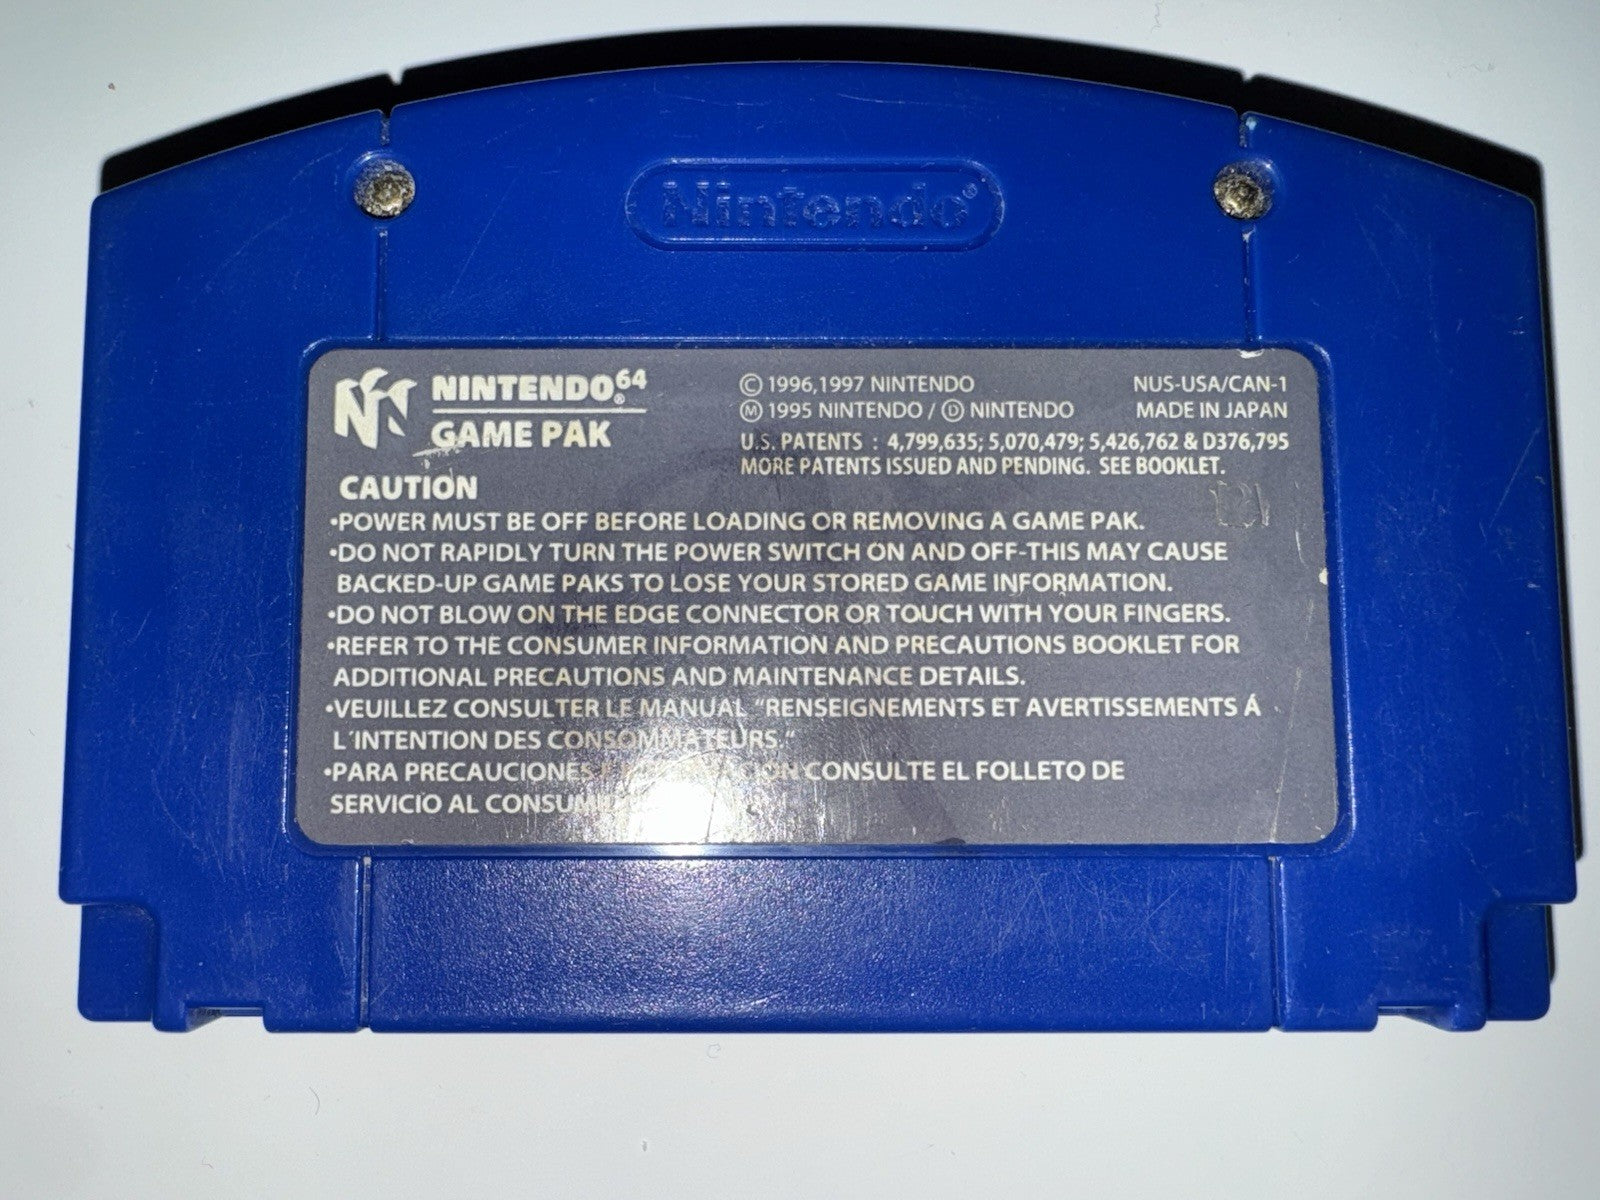 Nintendo®
NINTENDO⁶⁴®
GAME PAK
© 1996,1997 NINTENDO
Ⓜ 1995 NINTENDO / Ⓓ NINTENDO
NUS-USA/CAN-1
MADE IN JAPAN
U.S. PATENTS : 4,799,635; 5,070,479; 5,426,762 & D376,795
MORE PATENTS ISSUED AND PENDING. SEE BOOKLET.
CAUTION
•POWER MUST BE OFF BEFORE LOADING OR REMOVING A GAME PAK.
•DO NOT RAPIDLY TURN THE POWER SWITCH ON AND OFF-THIS MAY CAUSE
BACKED-UP GAME PAKS TO LOSE YOUR STORED GAME INFORMATION.
•DO NOT BLOW ON THE EDGE CONNECTOR OR TOUCH WITH YOUR FINGERS.
•REFER TO THE CONSUMER INFORMATION AND PRECAUTIONS BOOKLET FOR
ADDITIONAL PRECAUTIONS AND MAINTENANCE DETAILS.
•VEUILLEZ CONSULTER LE MANUAL "RENSEIGNEMENTS ET AVERTISSEMENTS Á
L'INTENTION DES CONSOMMATEURS."
•PARA PRECAUCIONES CONSULTE EL FOLLETO DE
SERVICIO AL